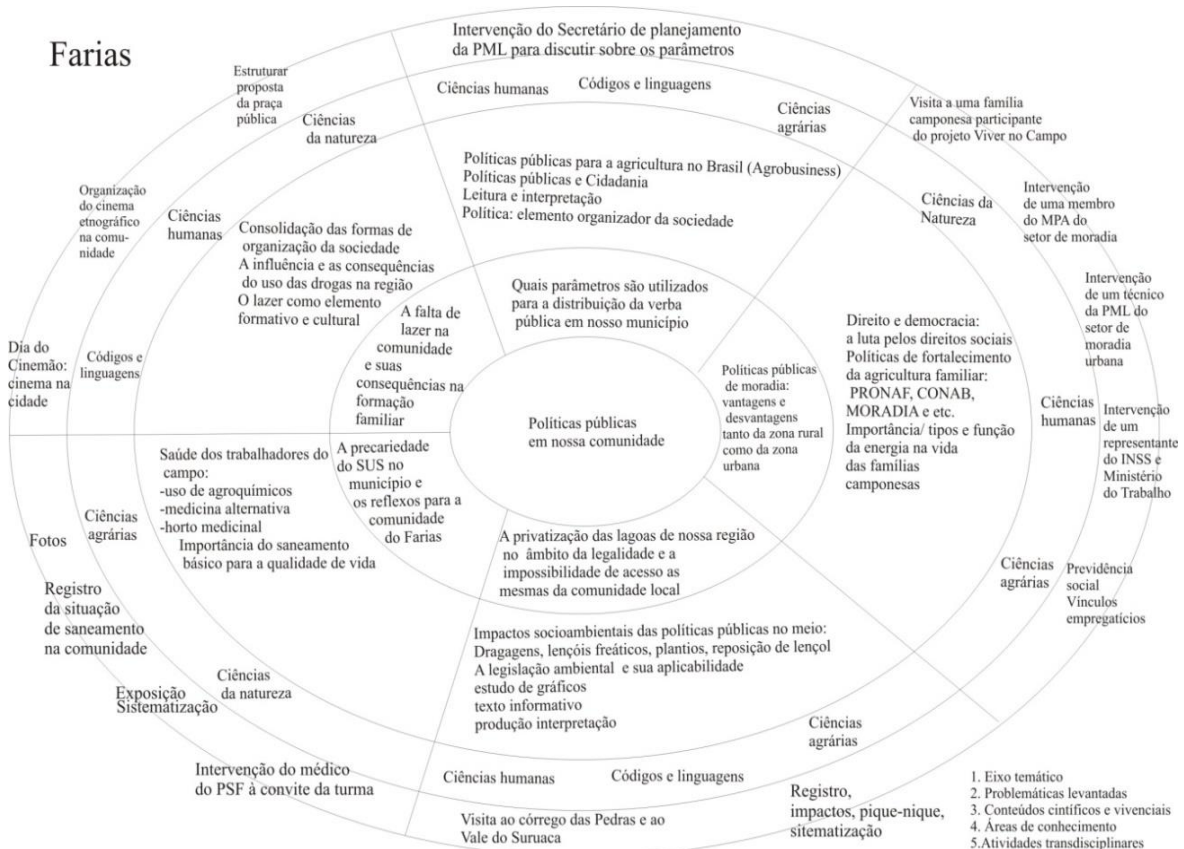 Farias
Intervenção do Secretário de planejamento
da PML para discutir sobre os parâmetros
Estruturar
proposta
da praça
pública
Ciências humanas
Códigos e linguagens
Ciências
agrárias
Visita a uma família
camponesa participante
do projeto Viver no Campo
Ciências
da natureza
Organização
do cinema
etnográfico
na comu-
nidade
Ciências
humanas
Políticas públicas para a agricultura no Brasil (Agrobusiness)
Políticas públicas e Cidadania
Leitura e interpretação
Política: elemento organizador da sociedade
Ciências da
Natureza
Intervenção
de uma membro
do MPA do
setor de moradia
Consolidação das formas de
organização da sociedade
A influência e as consequências
do uso das drogas na região
O lazer como elemento
formativo e cultural
Quais parâmetros são utilizados
para a distribuição da verba
pública em nosso município
Intervenção
de um técnico
da PML do
setor de
moradia
urbana
A falta de
lazer na
comunidade
e suas
consequências na
formação
familiar
Direito e democracia:
a luta pelos direitos sociais
Políticas de fortalecimento
da agricultura familiar:
PRONAF, CONAB,
MORADIA e etc.
Importância/ tipos e função
da energia na vida
das famílias
camponesas
Dia do
Cinemão:
cinema na
cidade
Códigos e
linguagens
Políticas públicas
de moradia:
vantagens e
desvantagens
tanto da zona rural
como da zona
urbana
Políticas públicas
em nossa comunidade
Ciências
humanas
Intervenção
de um
representante
do INSS e
Ministério
do Trabalho
Saúde dos trabalhadores do
campo:
-uso de agroquímicos
-medicina alternativa
-horto medicinal
Importância do saneamento
básico para a qualidade de vida
A precariedade
do SUS no
município e
os reflexos para a
comunidade
do Farias
Fotos
Ciências
agrárias
A privatização das lagoas de nossa região
no âmbito da legalidade e a
impossibilidade de acesso as
mesmas da comunidade local
Ciências
agrárias
Previdência
social
Vínculos
empregatícios
Registro
da situação
de saneamento
na comunidade
Impactos socioambientais das políticas públicas no meio:
Dragagens, lençóis freáticos, plantios, reposição de lençol
A legislação ambiental e sua aplicabilidade
estudo de gráficos
texto informativo
produção interpretação
Ciências
da natureza
Exposição
Sistematização
Ciências
agrárias
Intervenção do médico
do PSF à convite da turma
Ciências humanas
Códigos e linguagens
Registro,
impactos, pique-nique,
sitematização
Visita ao córrego das Pedras e ao
Vale do Suruaca
1. Eixo temático
2. Problemáticas levantadas
3. Conteúdos cintíficos e vivenciais
4. Áreas de conhecimento
5.Atividades transdisciplinares